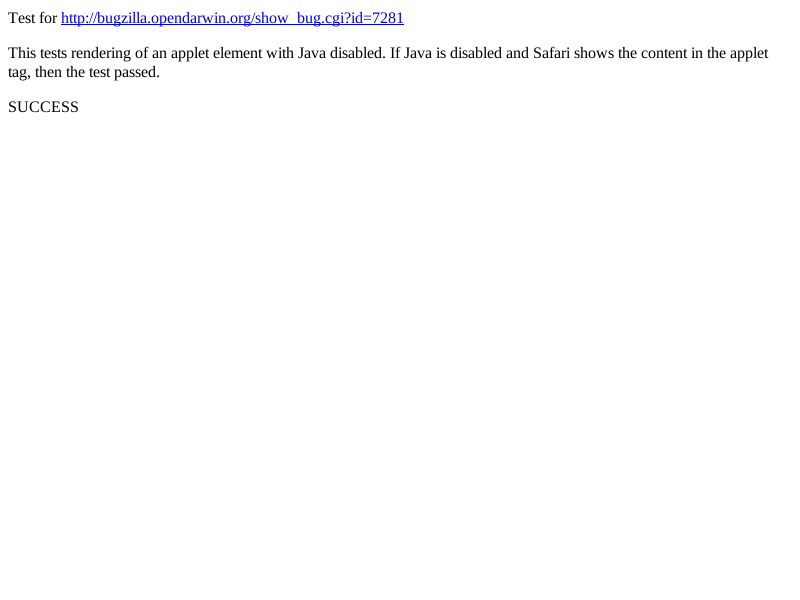 Test for http://bugzilla.opendarwin.org/show_bug.cgi?id=7281
This tests rendering of an applet element with Java disabled. If Java is disabled and Safari shows the content in the applet
tag, then the test passed.
SUCCESS